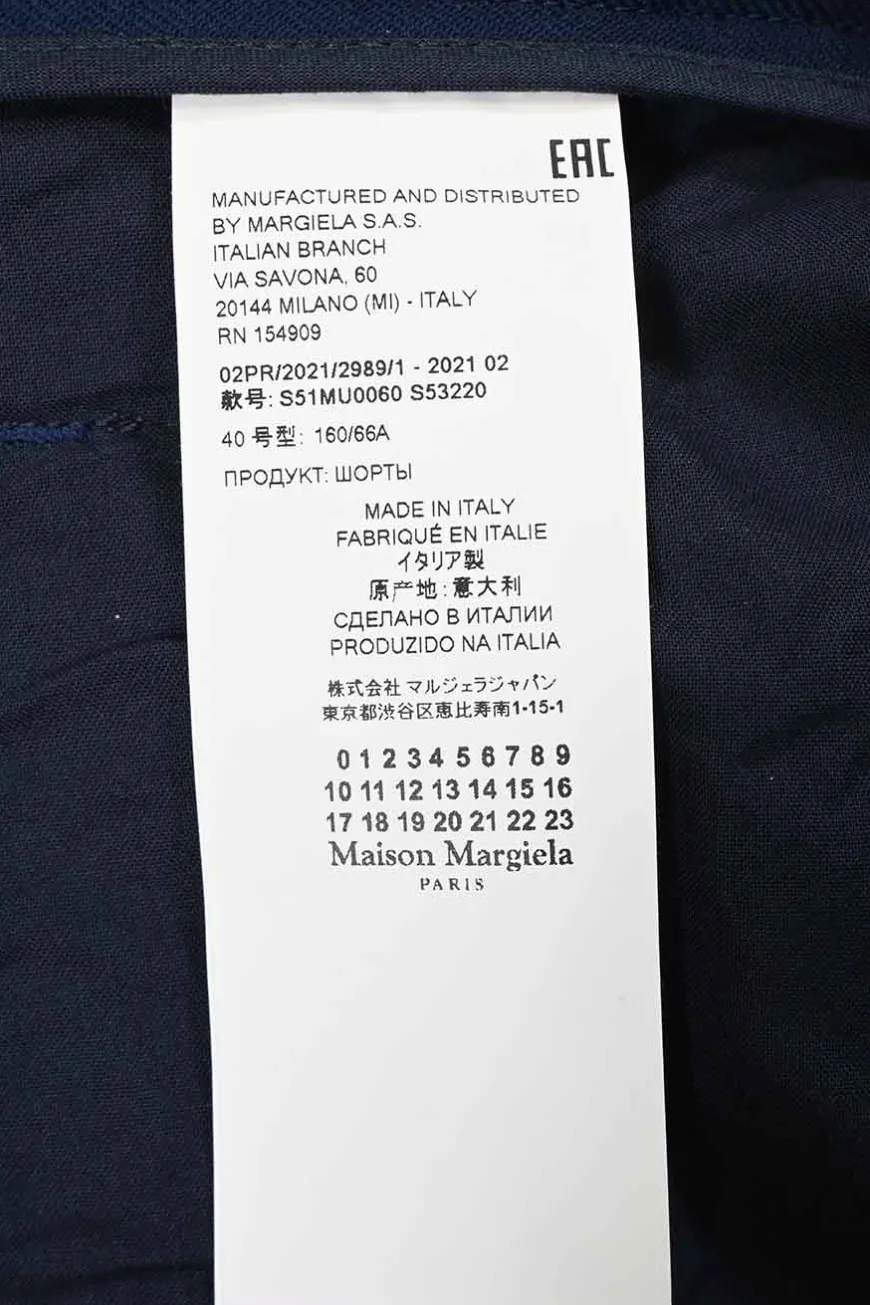 EAC
MANUFACTURED AND DISTRIBUTED
BY MARGIELA S.A.S.
ITALIAN BRANCH
VIA SAVONA, 60
20144 MILANO (MI) - ITALY
RN 154909
02PR/2021/2989/1 - 2021 02
款号: S51MU0060 S53220
40 号型: 160/66A
ПРОДУКТ: ШОРТЫ
MADE IN ITALY
FABRIQUÉ EN ITALIE
イタリア製
原产地: 意大利
СДЕЛАНО В ИТАЛИИ
PRODUZIDO NA ITALIA
株式会社 マルジェラジャパン
東京都渋谷区恵比寿南1-15-1
0 1 2 3 4 5 6 7 8 9
10 11 12 13 14 15 16
17 18 19 20 21 22 23
Maison Margiela
PARIS